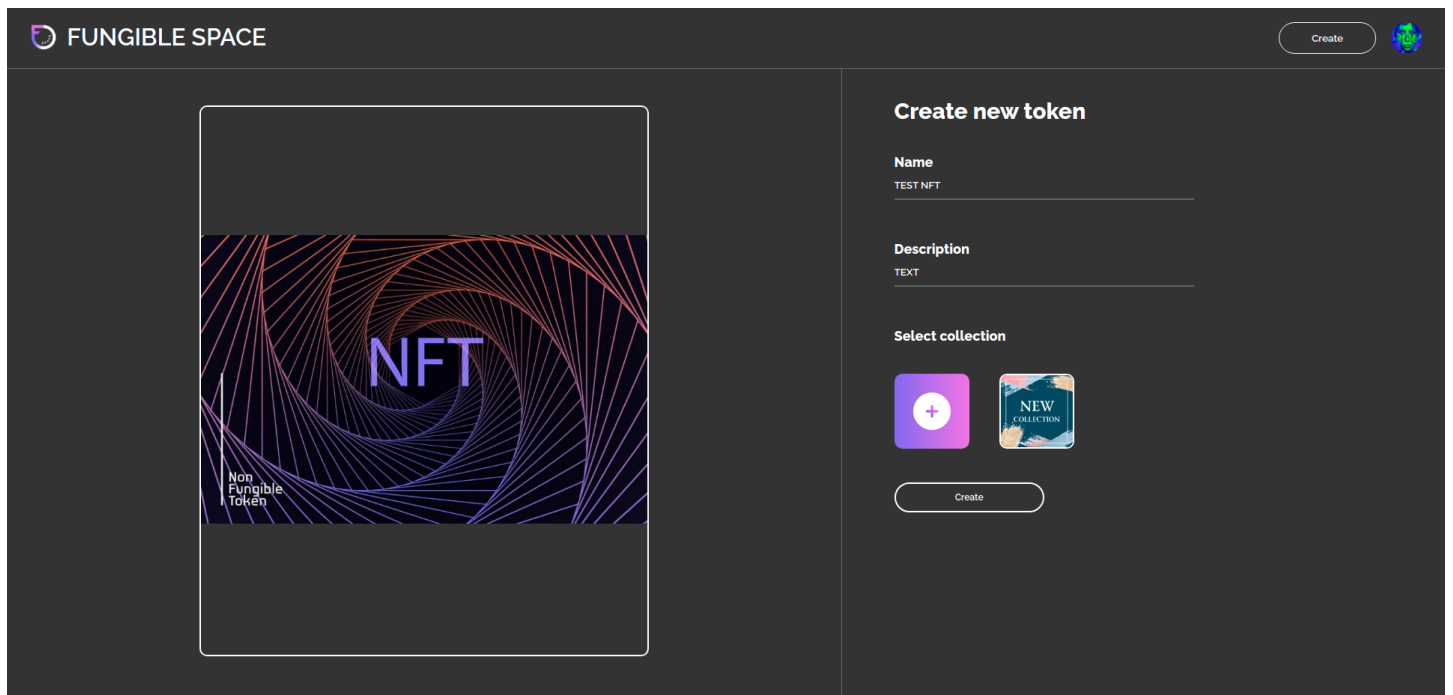 FUNGIBLE SPACE
Create
NFT
Non
Fungible
Token
Create new token
Name
TEST NFT
Description
TEXT
Select collection
NEW
COLLECTION
Create